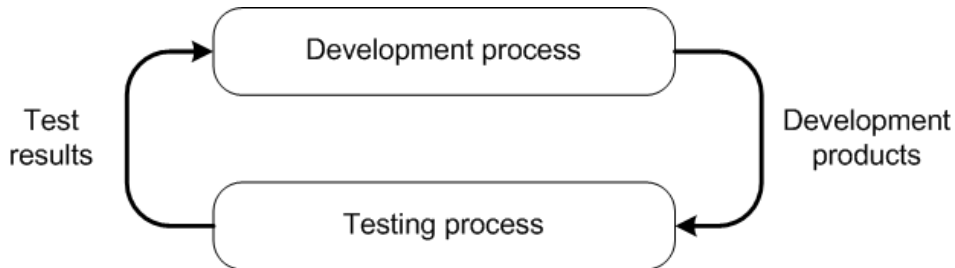 Development process
Test
results
Development
products
Testing process